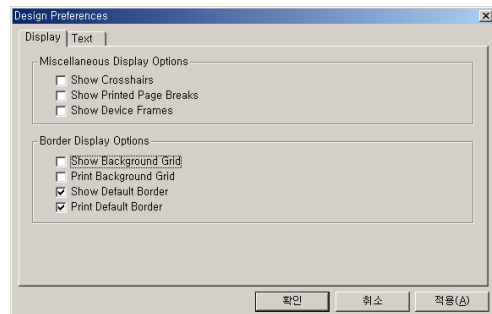 Design Preferences
Display Text
Miscellaneous Display Options
Show Crosshairs
Show Printed Page Breaks
Show Device Frames
Border Display Options
Show Background Grid
Print Background Grid
Show Default Border
Print Default Border
확인 취소 적용(A)